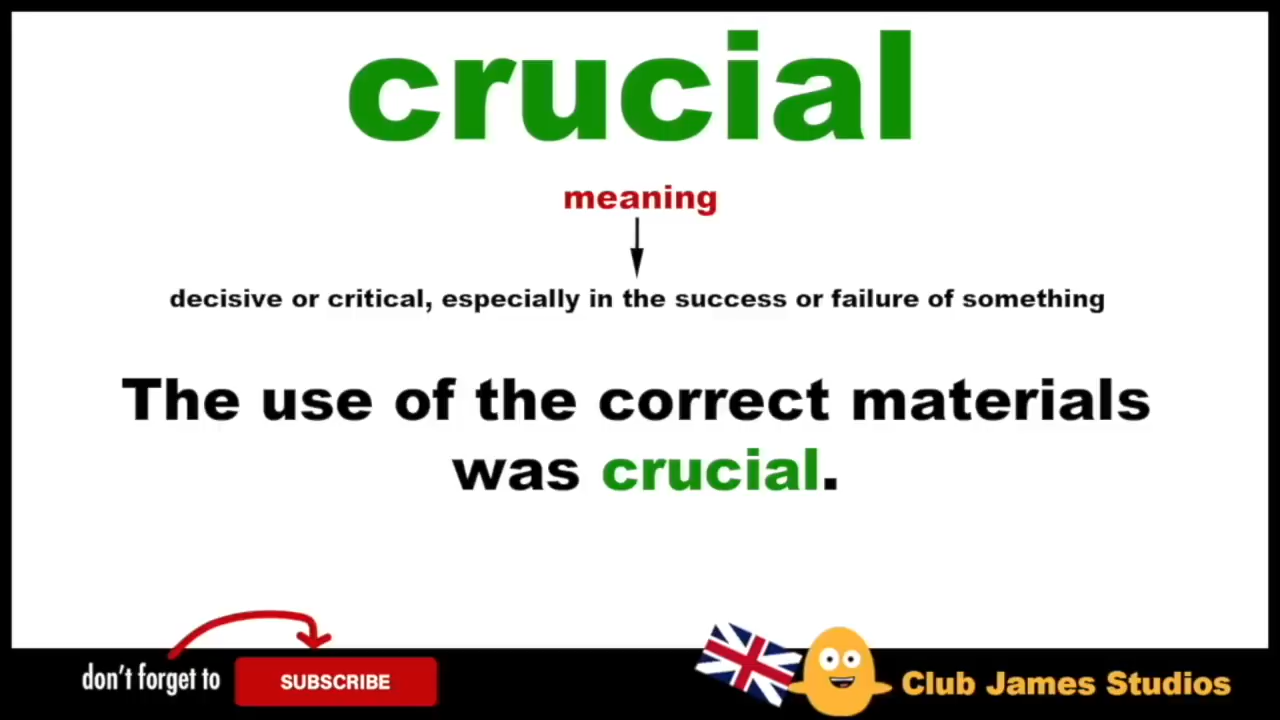 crucial
meaning
decisive or critical, especially in the success or failure of something
The use of the correct materials
was crucial.
don't forget to
SUBSCRIBE
Club James Studios